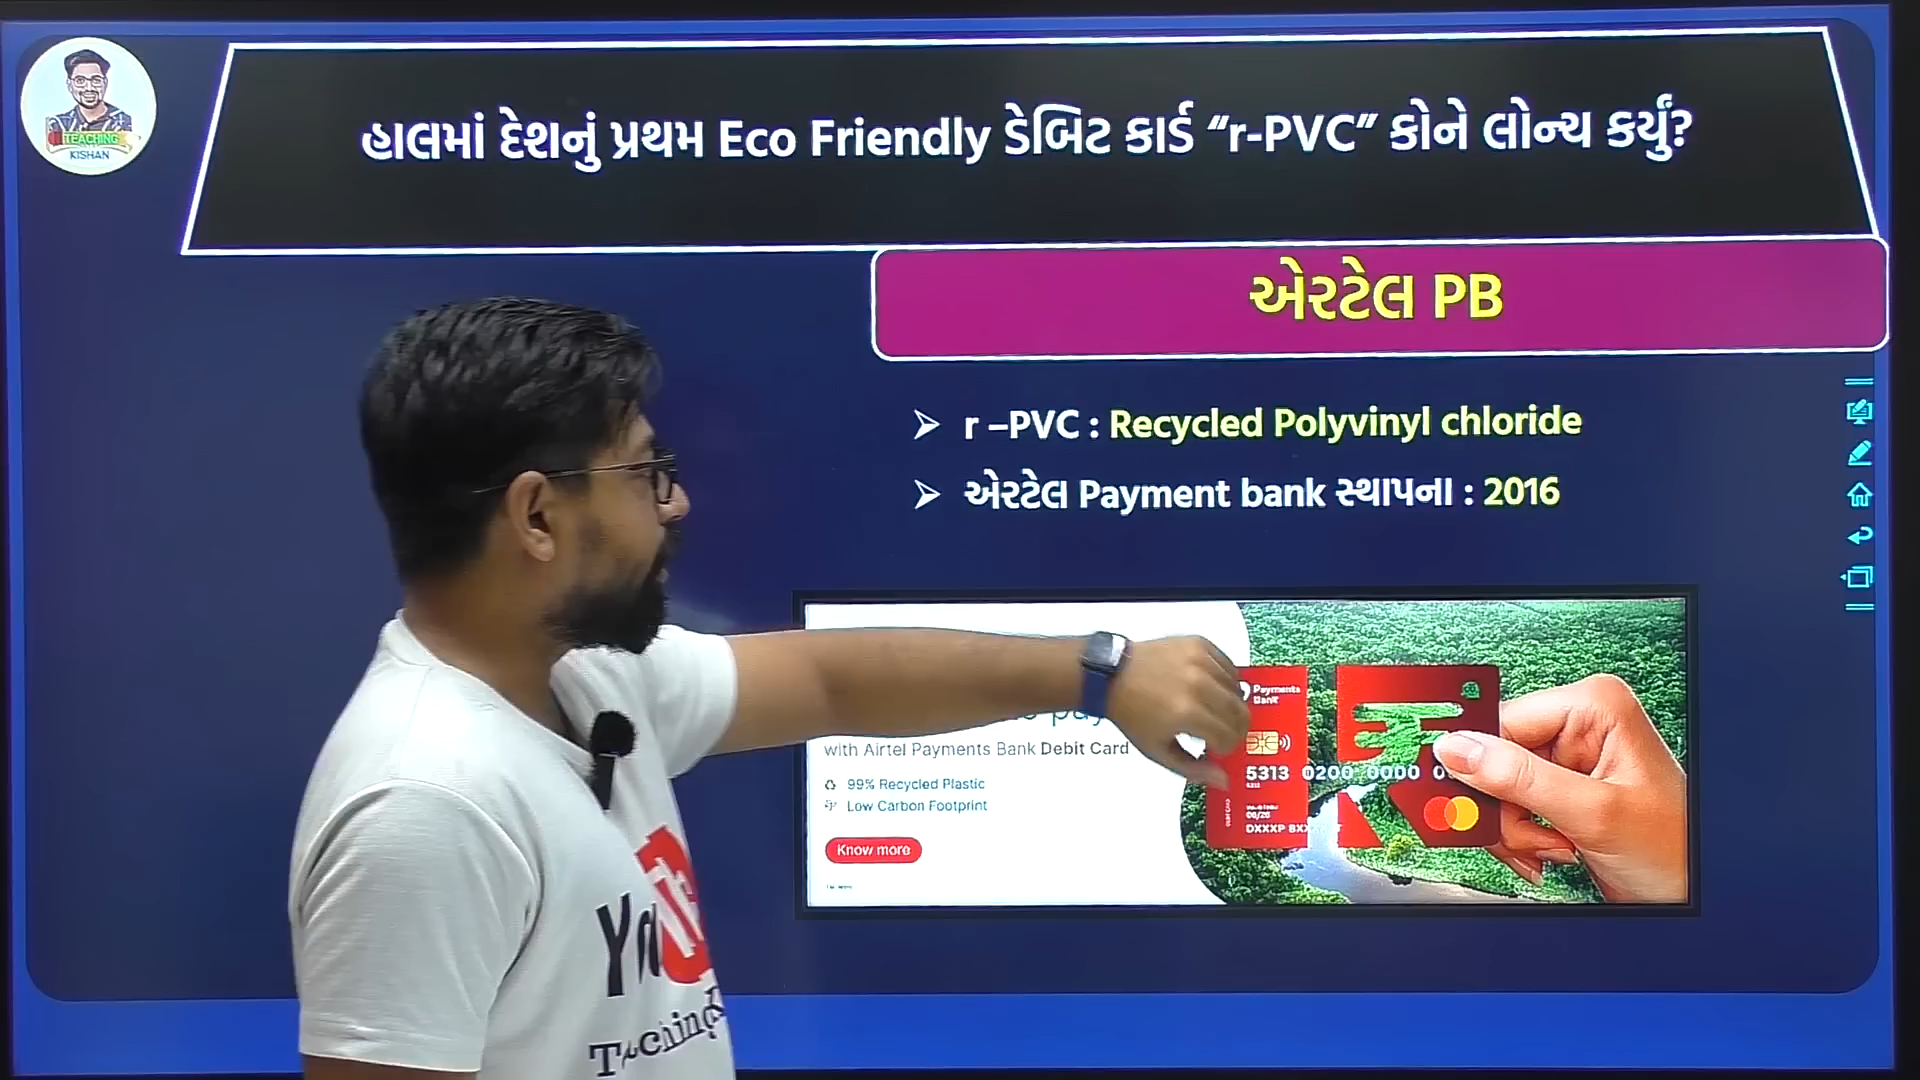 TEACHING
KISHAN
હાલમાં દેશનું પ્રથમ Eco Friendly ડેબિટ કાર્ડ “r-PVC” કોને લોન્ચ કર્યું?
એરટેલ PB
➢ r –PVC : Recycled Polyvinyl chloride
➢ એરટેલ Payment bank સ્થાપના : 2016
with Airtel Payments Bank Debit Card
99% Recycled Plastic
Low Carbon Footprint
Know more
Payments
Bank
5313 0200 0000
DXXXP